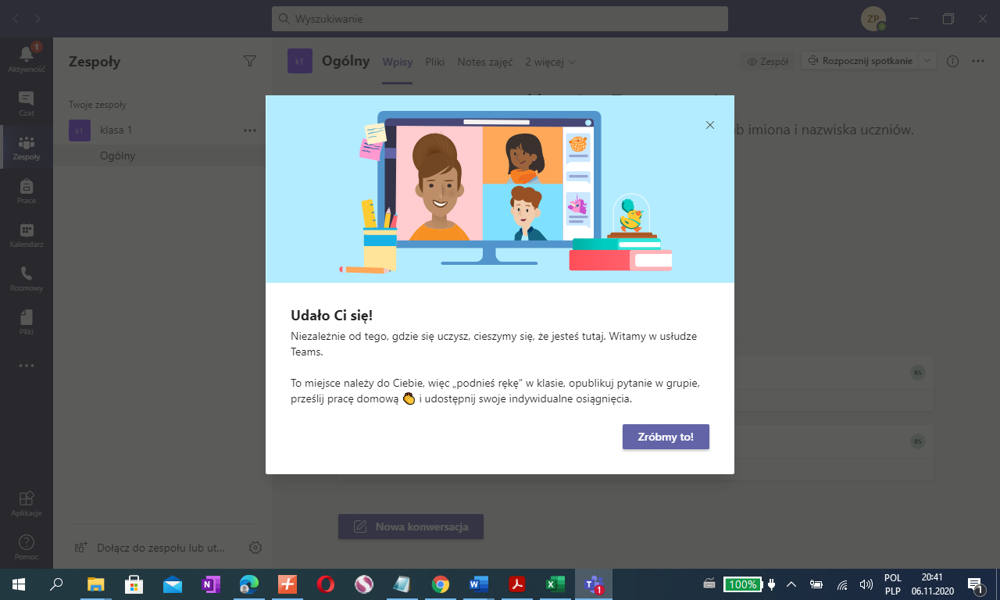 Wyszukiwanie
ZP
1
Aktywność
Czat
Zespoły
Prace
Kalendarz
Rozmowy
Pliki
Aplikacje
Pomoc
Zespoły
Twoje zespoły
k1 klasa 1
Ogólny
Dołącz do zespołu lub ut...
k1 Ogólny Wpisy Pliki Notes zajęć 2 więcej
Zespół Rozpocznij spotkanie
imiona i nazwiska uczniów.
BS
BS
Udało Ci się!
Niezależnie od tego, gdzie się uczysz, cieszymy się, że jesteś tutaj. Witamy w usłudze
Teams.
To miejsce należy do Ciebie, więc „podnieś rękę” w klasie, opublikuj pytanie w grupie,
prześlij pracę domową 👏 i udostępnij swoje indywidualne osiągnięcia.
Zróbmy to!
Nowa konwersacja
100%
POL
PLP
20:41
06.11.2020
1
1